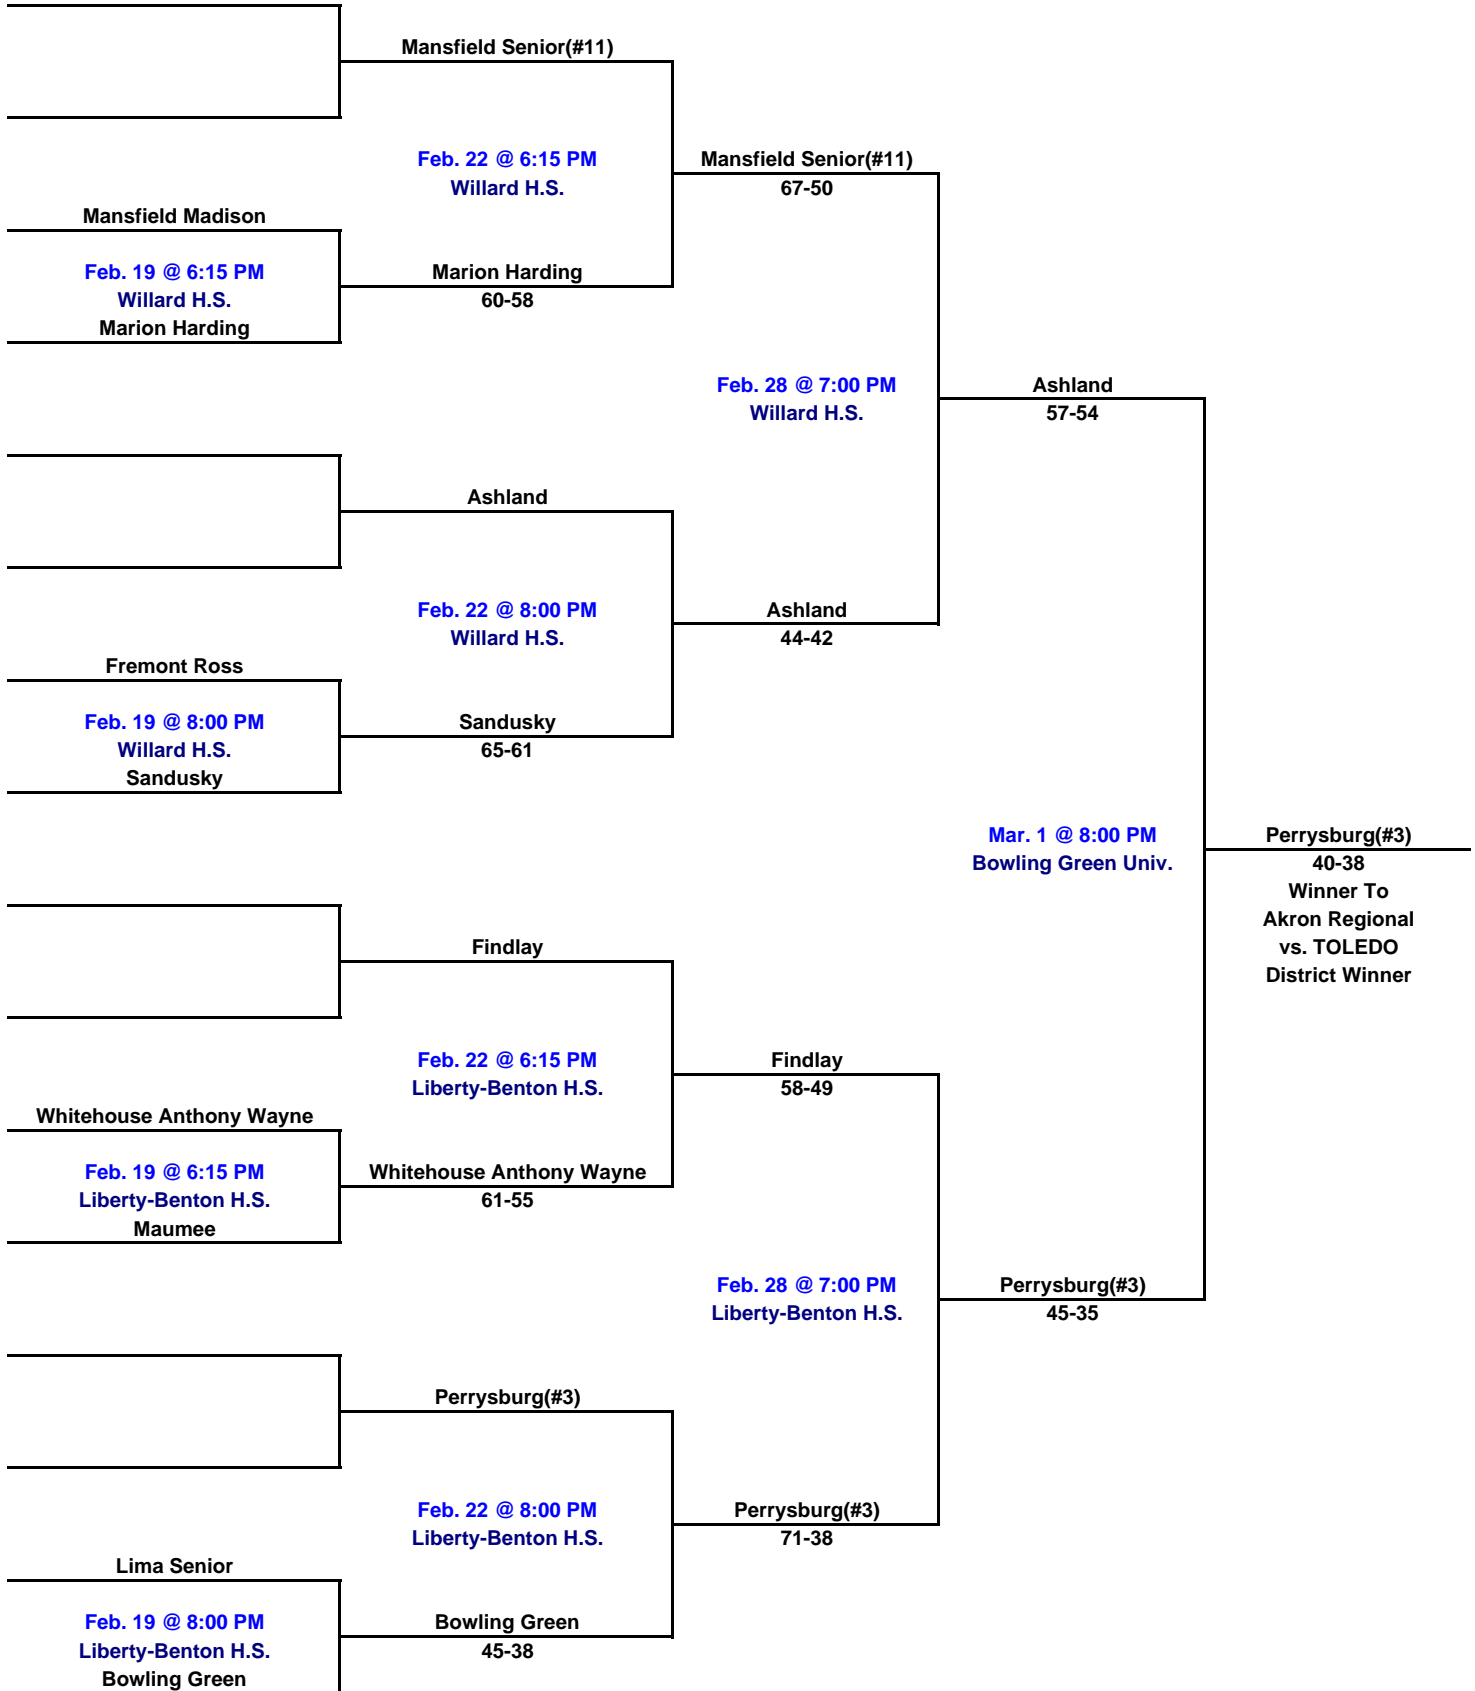 Mansfield Senior(#11)
Feb. 22 @ 6:15 PM
Willard H.S.
Mansfield Senior(#11)
67-50
Mansfield Madison
Feb. 19 @ 6:15 PM
Willard H.S.
Marion Harding
Marion Harding
60-58
Feb. 28 @ 7:00 PM
Willard H.S.
Ashland
57-54
Ashland
Feb. 22 @ 8:00 PM
Willard H.S.
Ashland
44-42
Fremont Ross
Feb. 19 @ 8:00 PM
Willard H.S.
Sandusky
Sandusky
65-61
Mar. 1 @ 8:00 PM
Bowling Green Univ.
Perrysburg(#3)
40-38
Winner To
Akron Regional
vs. TOLEDO
District Winner
Findlay
Feb. 22 @ 6:15 PM
Liberty-Benton H.S.
Findlay
58-49
Whitehouse Anthony Wayne
Feb. 19 @ 6:15 PM
Liberty-Benton H.S.
Maumee
Whitehouse Anthony Wayne
61-55
Feb. 28 @ 7:00 PM
Liberty-Benton H.S.
Perrysburg(#3)
45-35
Perrysburg(#3)
Feb. 22 @ 8:00 PM
Liberty-Benton H.S.
Perrysburg(#3)
71-38
Lima Senior
Feb. 19 @ 8:00 PM
Liberty-Benton H.S.
Bowling Green
Bowling Green
45-38